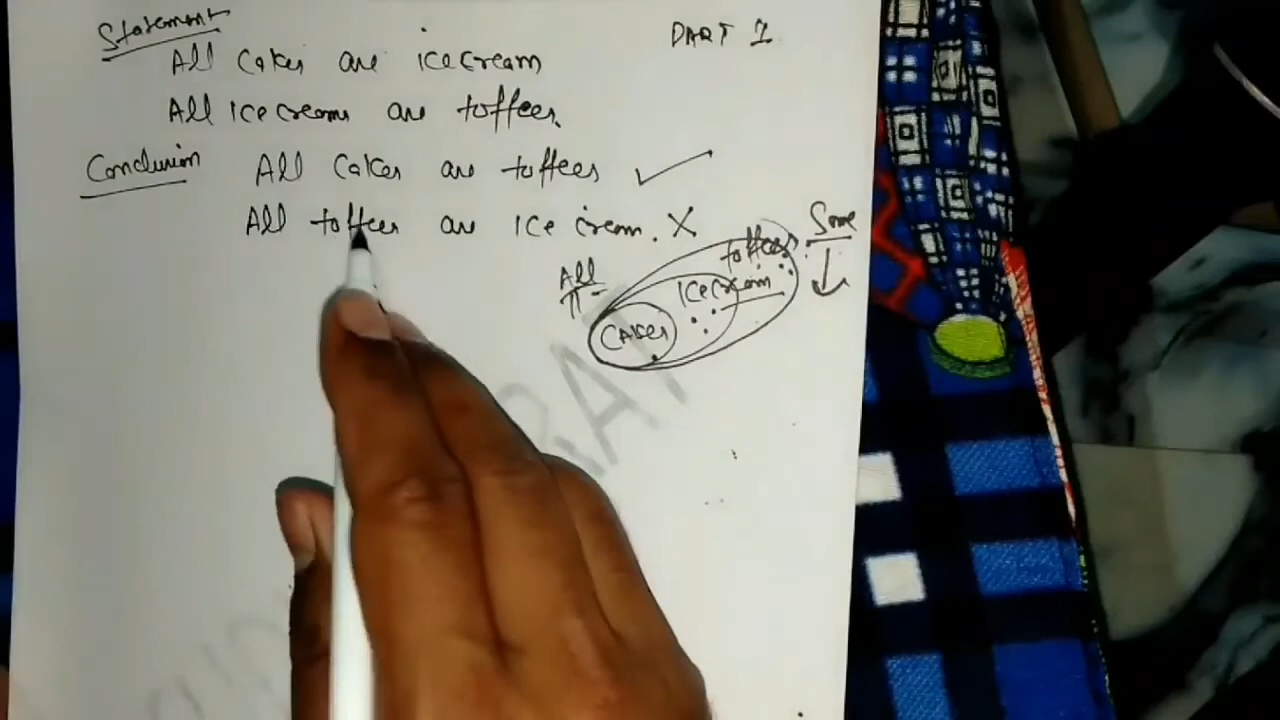 Statement
PART 1
All Cakes are icecream
All Icecreams are toffees.
Conclusion All Cakes are toffees
All toffees are Ice cream. X
Some
toffees
All
Icecream
Cakes